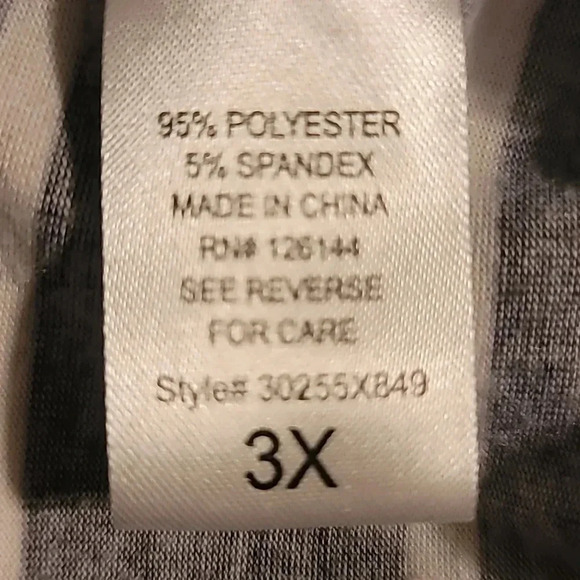 95% POLYESTER
5% SPANDEX
MADE IN CHINA
RN# 126144
SEE REVERSE
FOR CARE
Style# 30255X849
3X